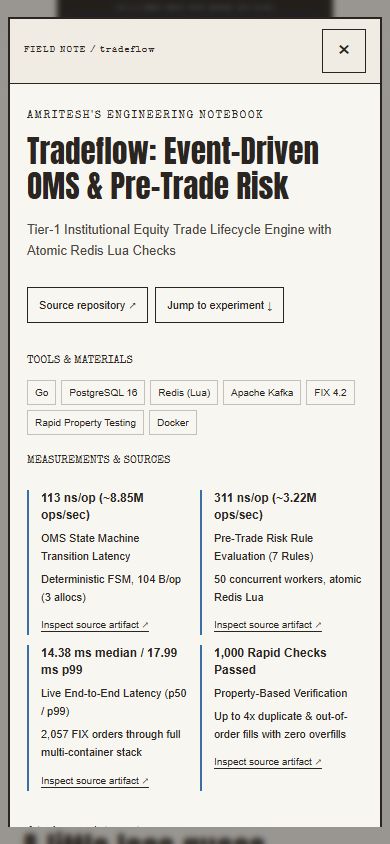 FIELD NOTE / tradeflow
✕
AMRITESH'S ENGINEERING NOTEBOOK
Tradeflow: Event-Driven
OMS & Pre-Trade Risk
Tier-1 Institutional Equity Trade Lifecycle Engine with
Atomic Redis Lua Checks
Source repository ↗
Jump to experiment ↓
TOOLS & MATERIALS
Go
PostgreSQL 16
Redis (Lua)
Apache Kafka
FIX 4.2
Rapid Property Testing
Docker
MEASUREMENTS & SOURCES
113 ns/op (~8.85M
ops/sec)
OMS State Machine
Transition Latency
Deterministic FSM, 104 B/op
(3 allocs)
Inspect source artifact ↗
311 ns/op (~3.22M
ops/sec)
Pre-Trade Risk Rule
Evaluation (7 Rules)
50 concurrent workers, atomic
Redis Lua
Inspect source artifact ↗
14.38 ms median / 17.99
ms p99
Live End-to-End Latency (p50
/ p99)
2,057 FIX orders through full
multi-container stack
Inspect source artifact ↗
1,000 Rapid Checks
Passed
Property-Based Verification
Up to 4x duplicate & out-of-
order fills with zero overfills
Inspect source artifact ↗